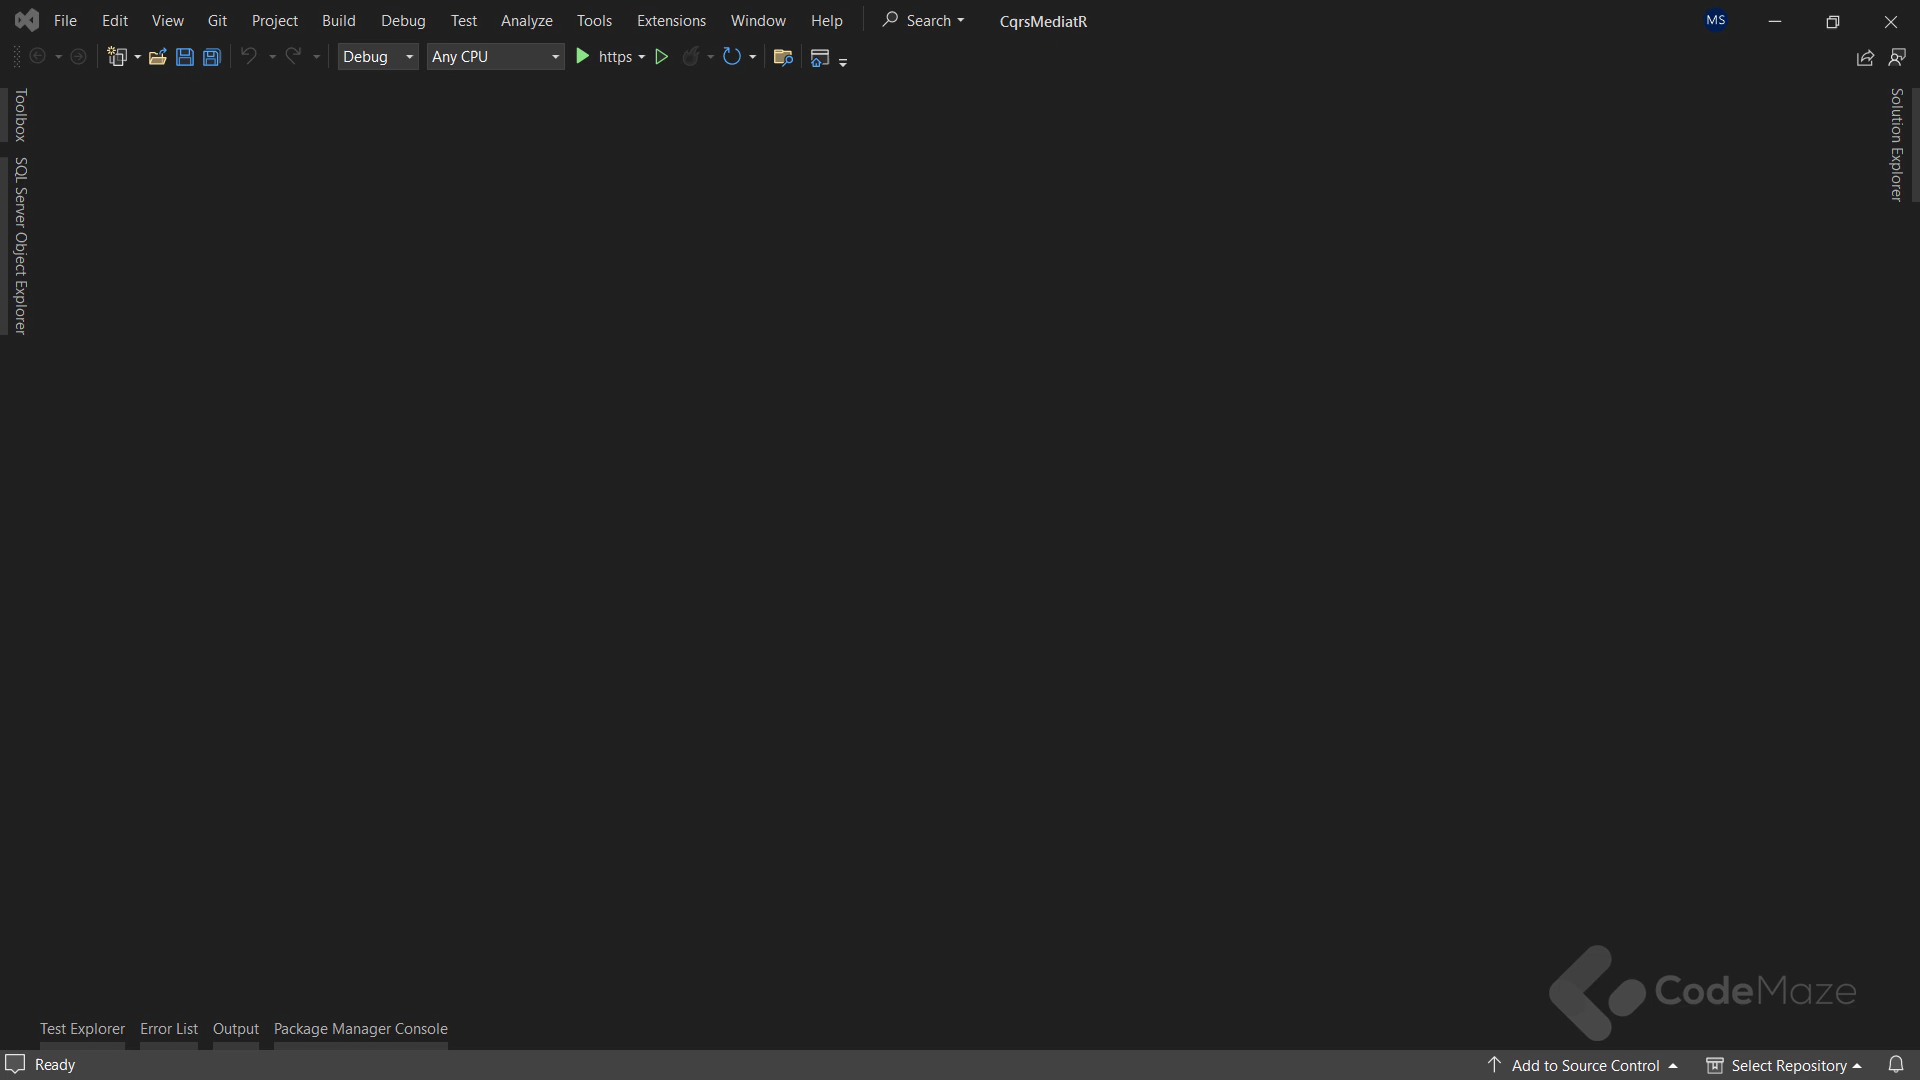 File Edit View Git Project Build Debug Test Analyze Tools Extensions Window Help Search CqrsMediatR MS
Debug Any CPU https
Toolbox
SQL Server Object Explorer
Solution Explorer
CodeMaze
Test Explorer Error List Output Package Manager Console
Ready Add to Source Control Select Repository